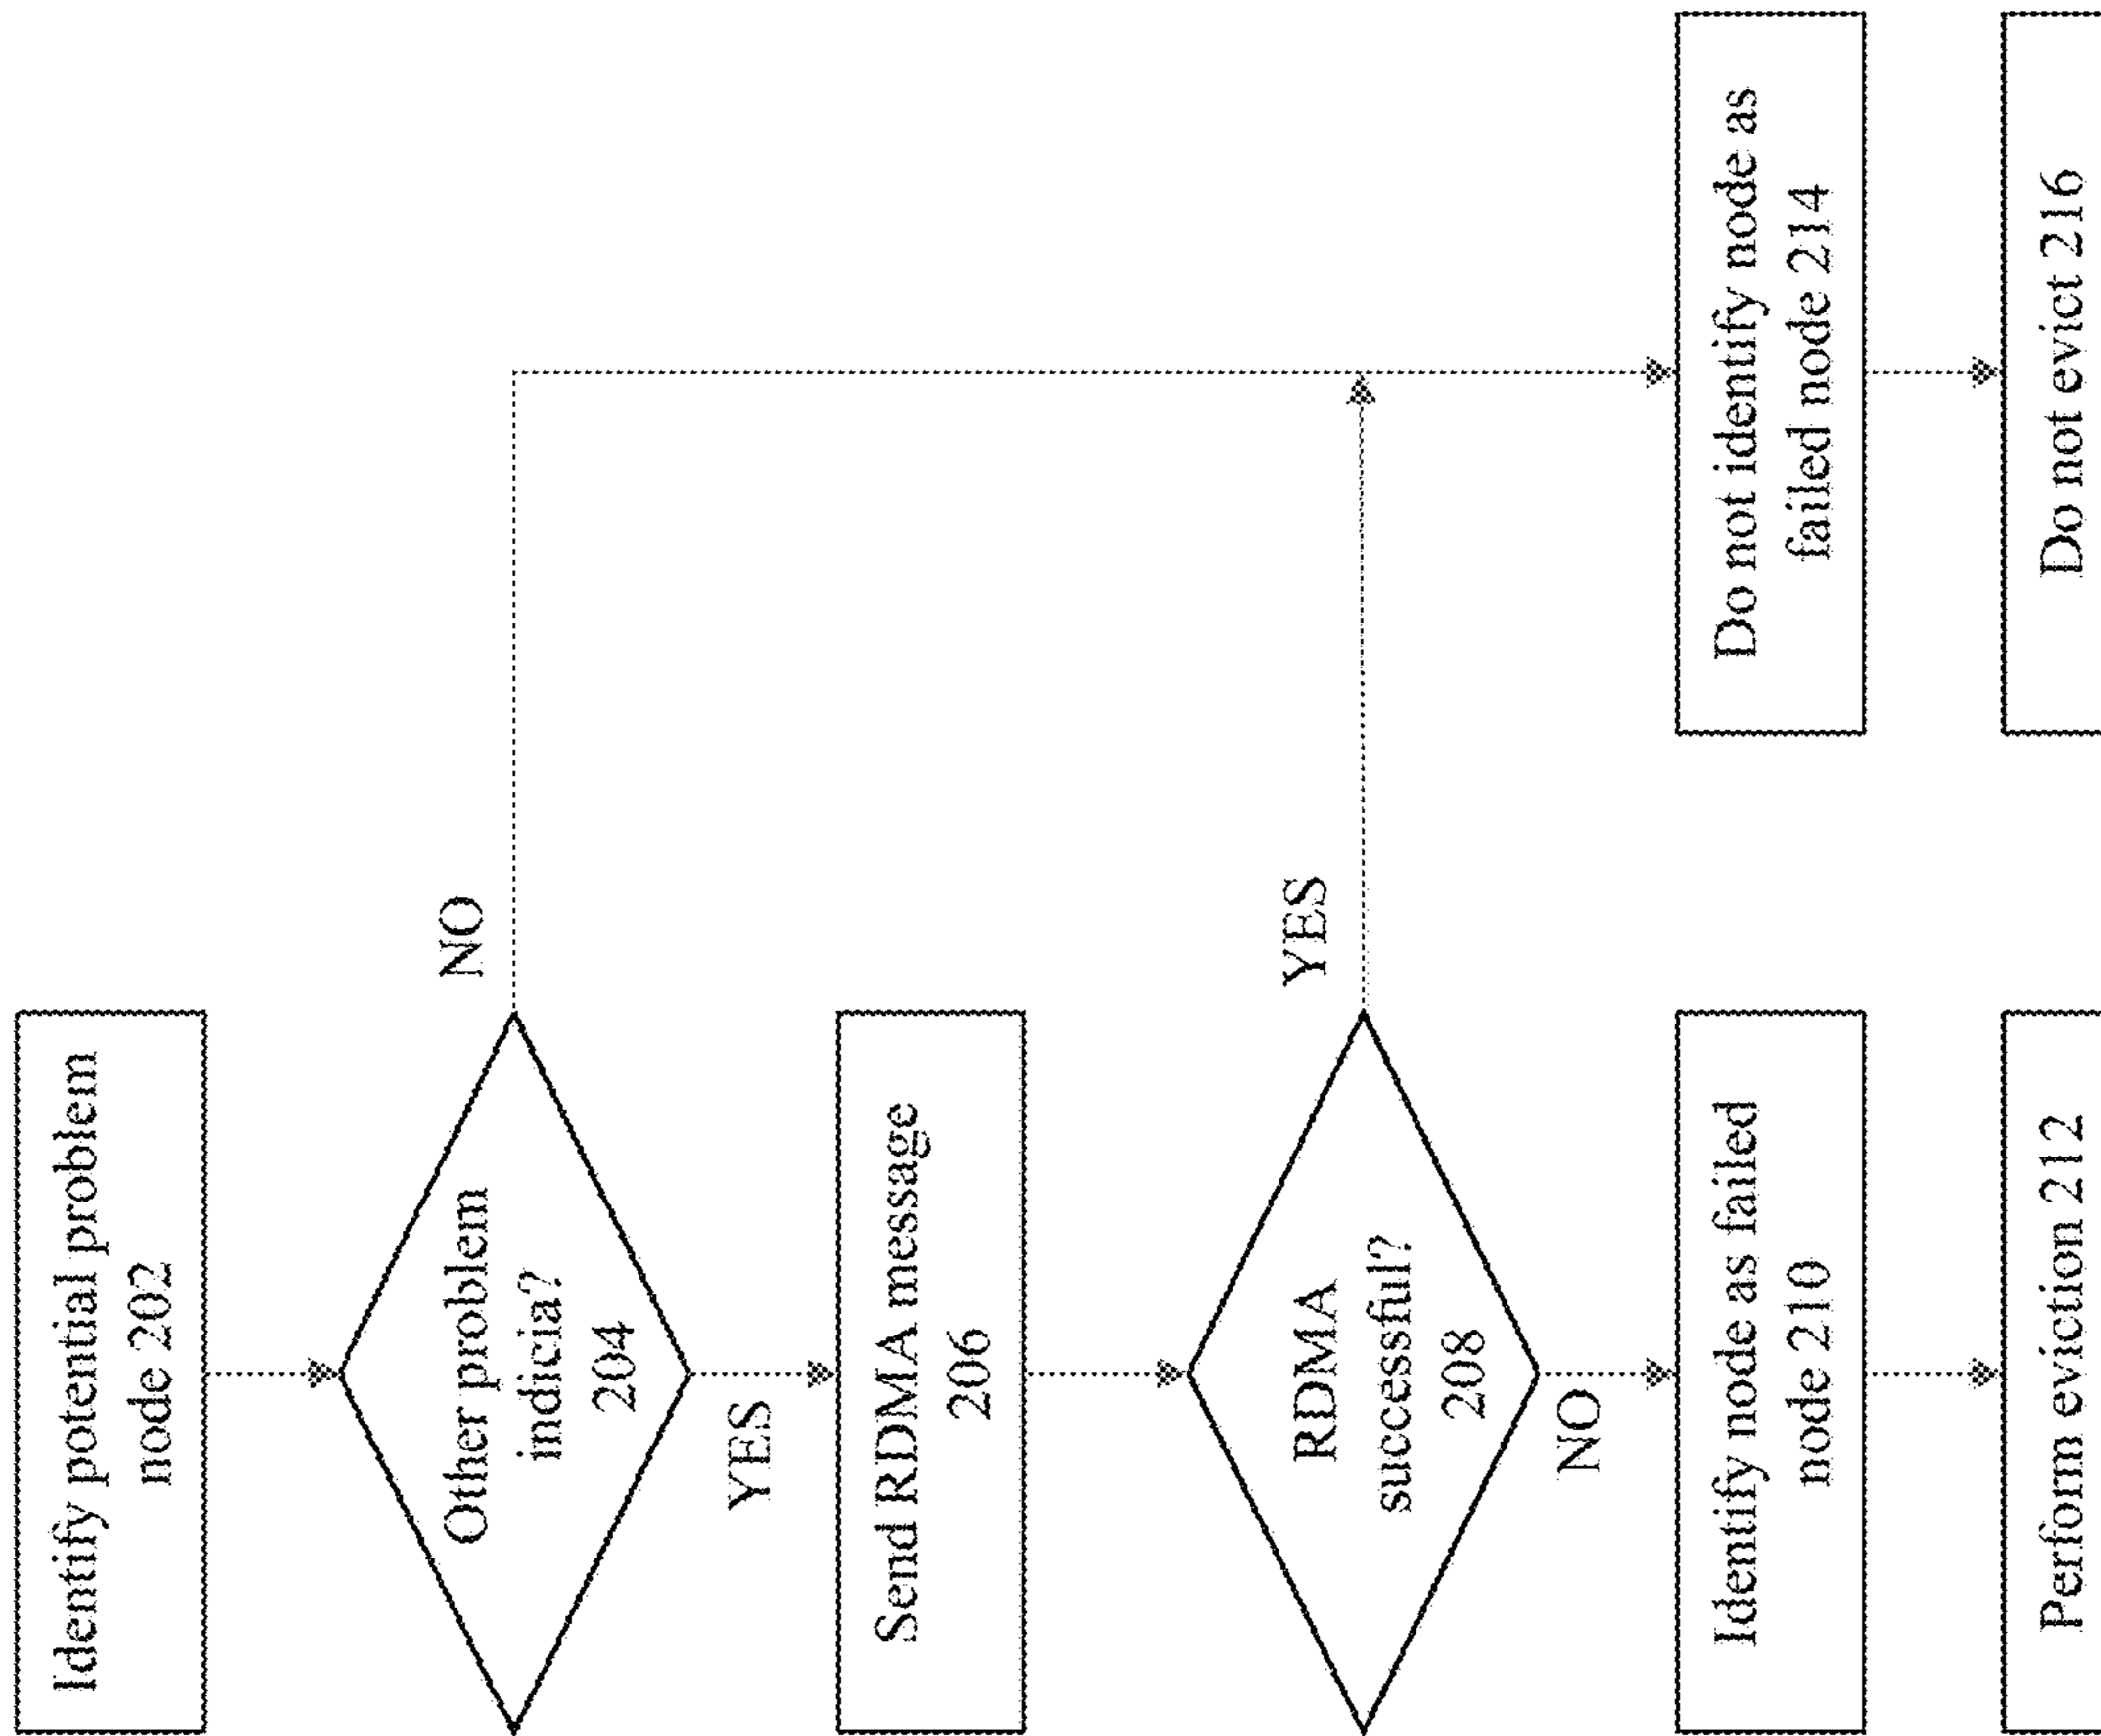 Identify potential problem
node 202
Other problem
indicia?
204
NO
YES
Send RDMA message
206
RDMA
successful?
208
YES
NO
Identify node as failed
node 210
Do not identify node as
failed node 214
Perform eviction 212
Do not evict 216